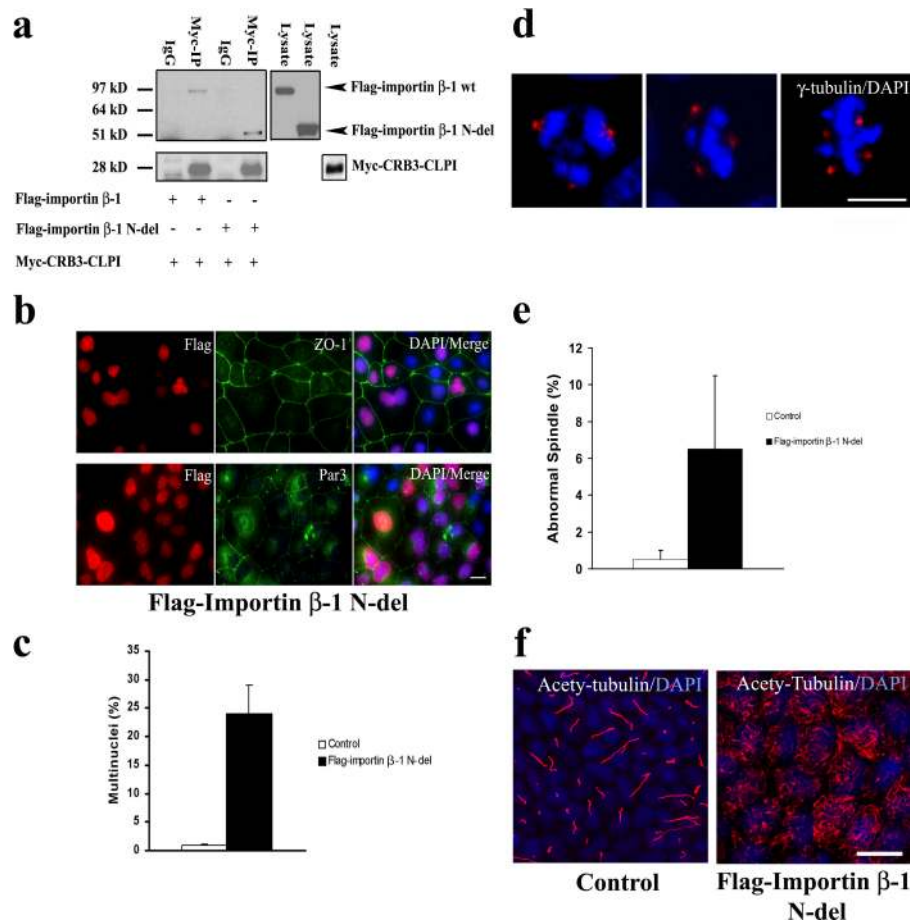 a
IgG Myc-IP IgG Myc-IP Lysate Lysate Lysate
97 kD
64 kD
51 kD
28 kD
Flag-importin β-1 wt
Flag-importin β-1 N-del
Myc-CRB3-CLPI
Flag-importin β-1 + + - -
Flag-importin β-1 N-del - - + +
Myc-CRB3-CLPI + + + +
b
Flag ZO-1 DAPI/Merge
Flag Par3 DAPI/Merge
Flag-Importin β-1 N-del
c
Multinuclei (%)
35
30
25
20
15
10
5
0
Control
Flag-importin β-1 N-del
d
γ-tubulin/DAPI
e
Abnormal Spindle (%)
12
10
8
6
4
2
0
Control
Flag-importin β-1 N-del
f
Acety-tubulin/DAPI Acety-Tubulin/DAPI
Control Flag-Importin β-1
N-del